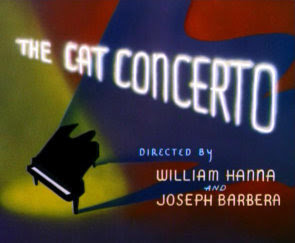 THE CAT CONCERTO
DIRECTED BY
WILLIAM HANNA
AND
JOSEPH BARBERA